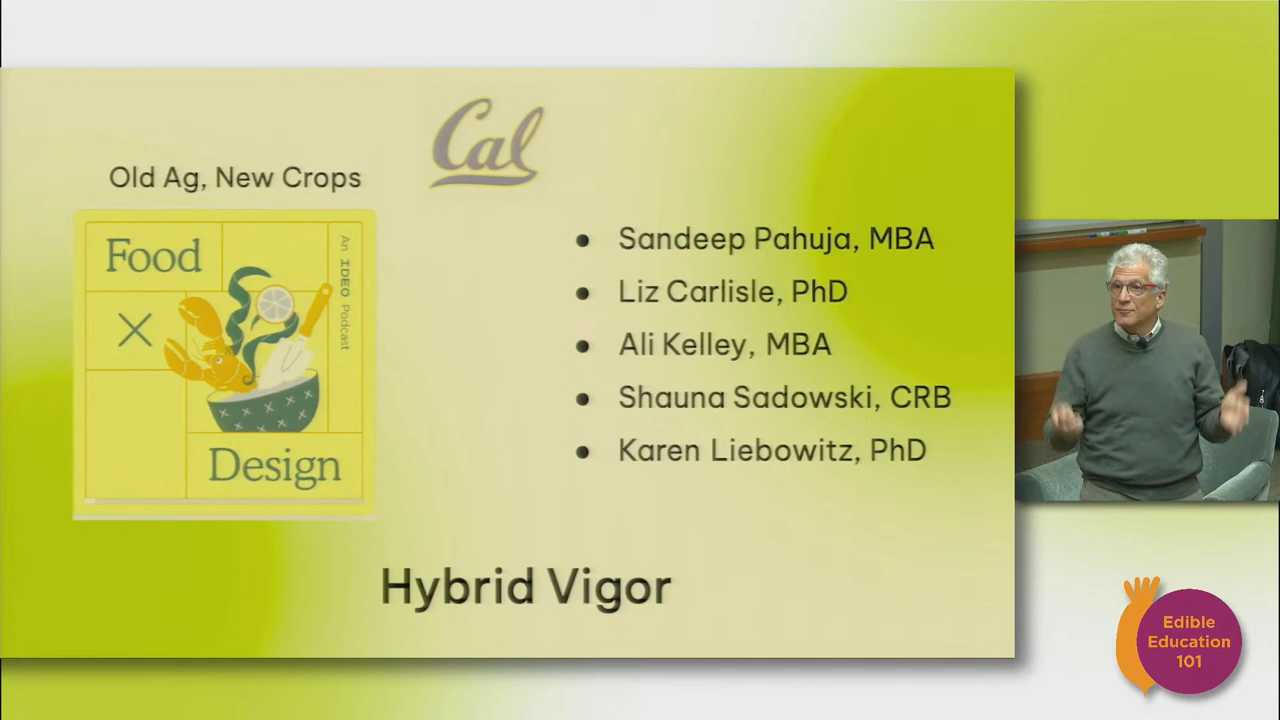 Cal
Old Ag, New Crops
Food
×
Design
An IDEO Podcast
Sandeep Pahuja, MBA
Liz Carlisle, PhD
Ali Kelley, MBA
Shauna Sadowski, CRB
Karen Liebowitz, PhD
Hybrid Vigor
Edible
Education
101